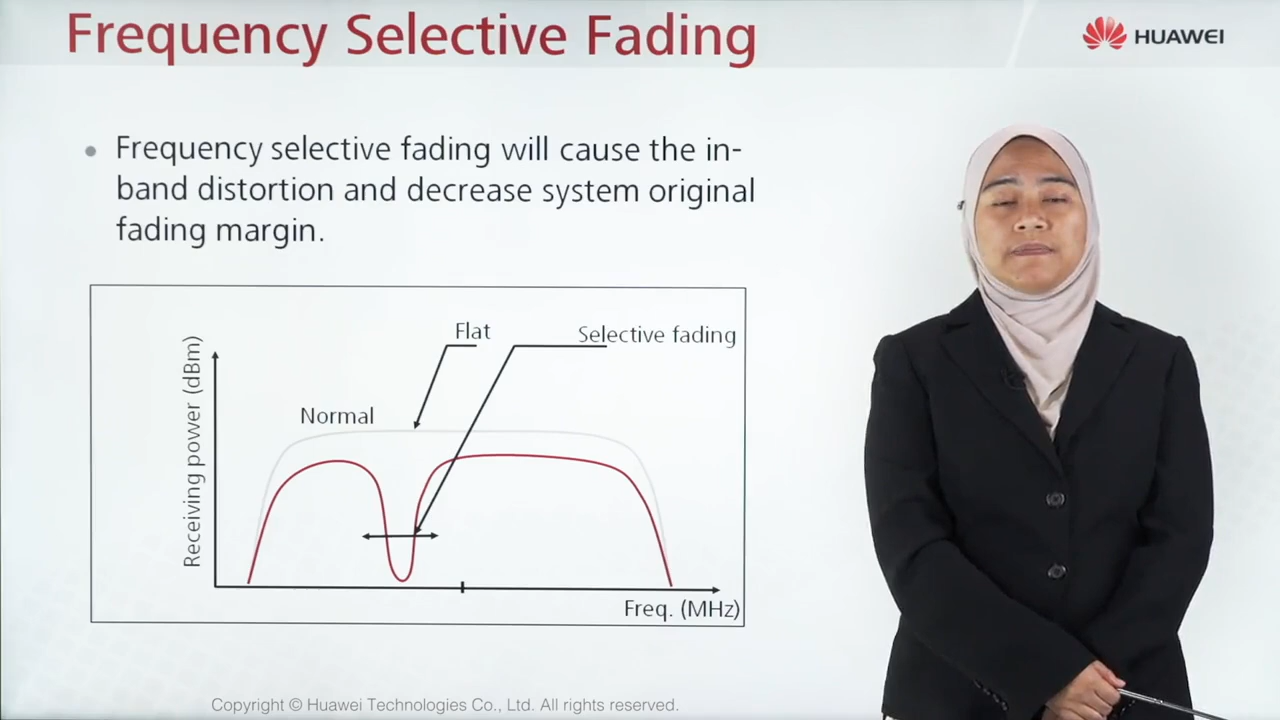 Frequency Selective Fading
HUAWEI
• Frequency selective fading will cause the in-
band distortion and decrease system original
fading margin.
Flat
Selective fading
Normal
Receiving power (dBm)
Freq. (MHz)
Copyright © Huawei Technologies Co., Ltd. All rights reserved.